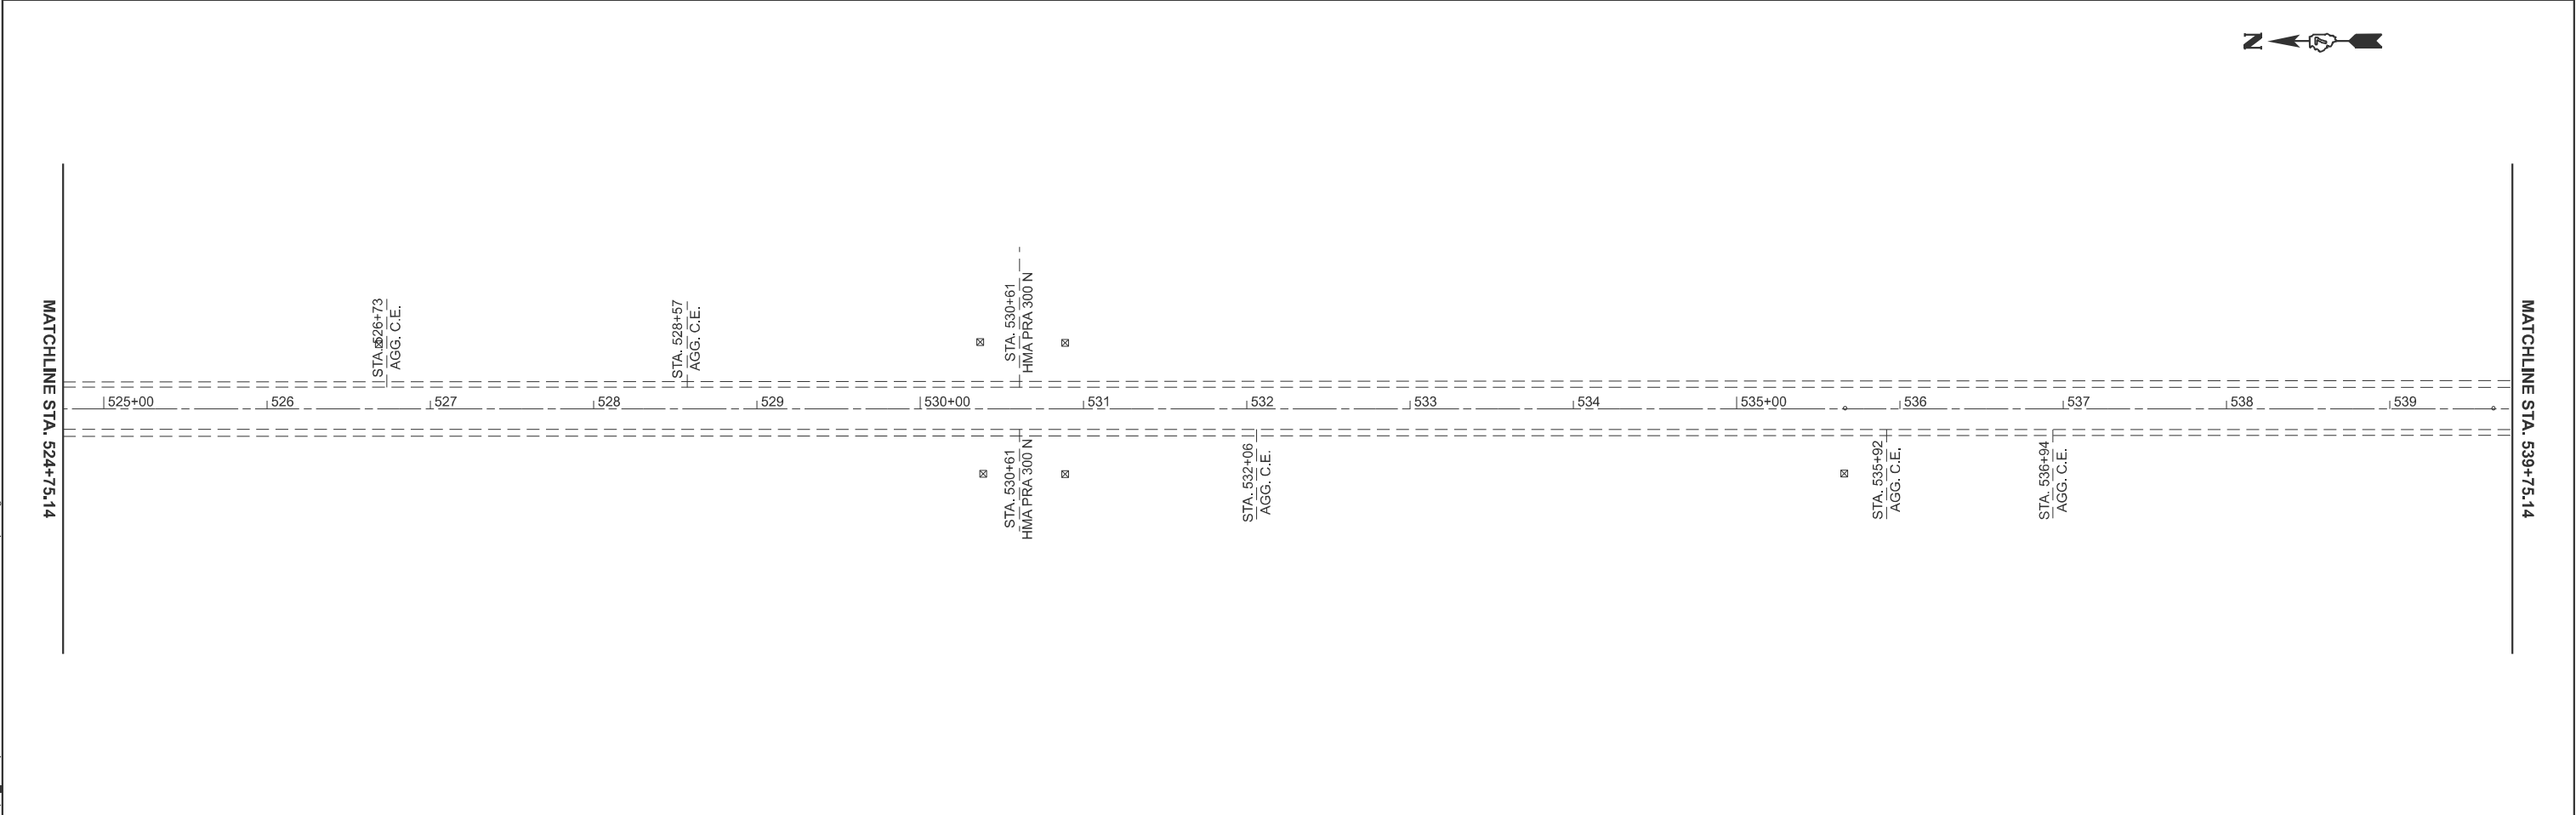 N
7
MATCHLINE STA. 524+75.14
STA. 526+73
AGG. C.E.
STA. 528+57
AGG. C.E.
STA. 530+61
HMA PRA 300 N
525+00
526
527
528
529
530+00
531
532
533
534
535+00
536
537
538
539
STA. 530+61
HMA PRA 300 N
STA. 532+06
AGG. C.E.
STA. 535+92
AGG. C.E.
STA. 536+94
AGG. C.E.
MATCHLINE STA. 539+75.14